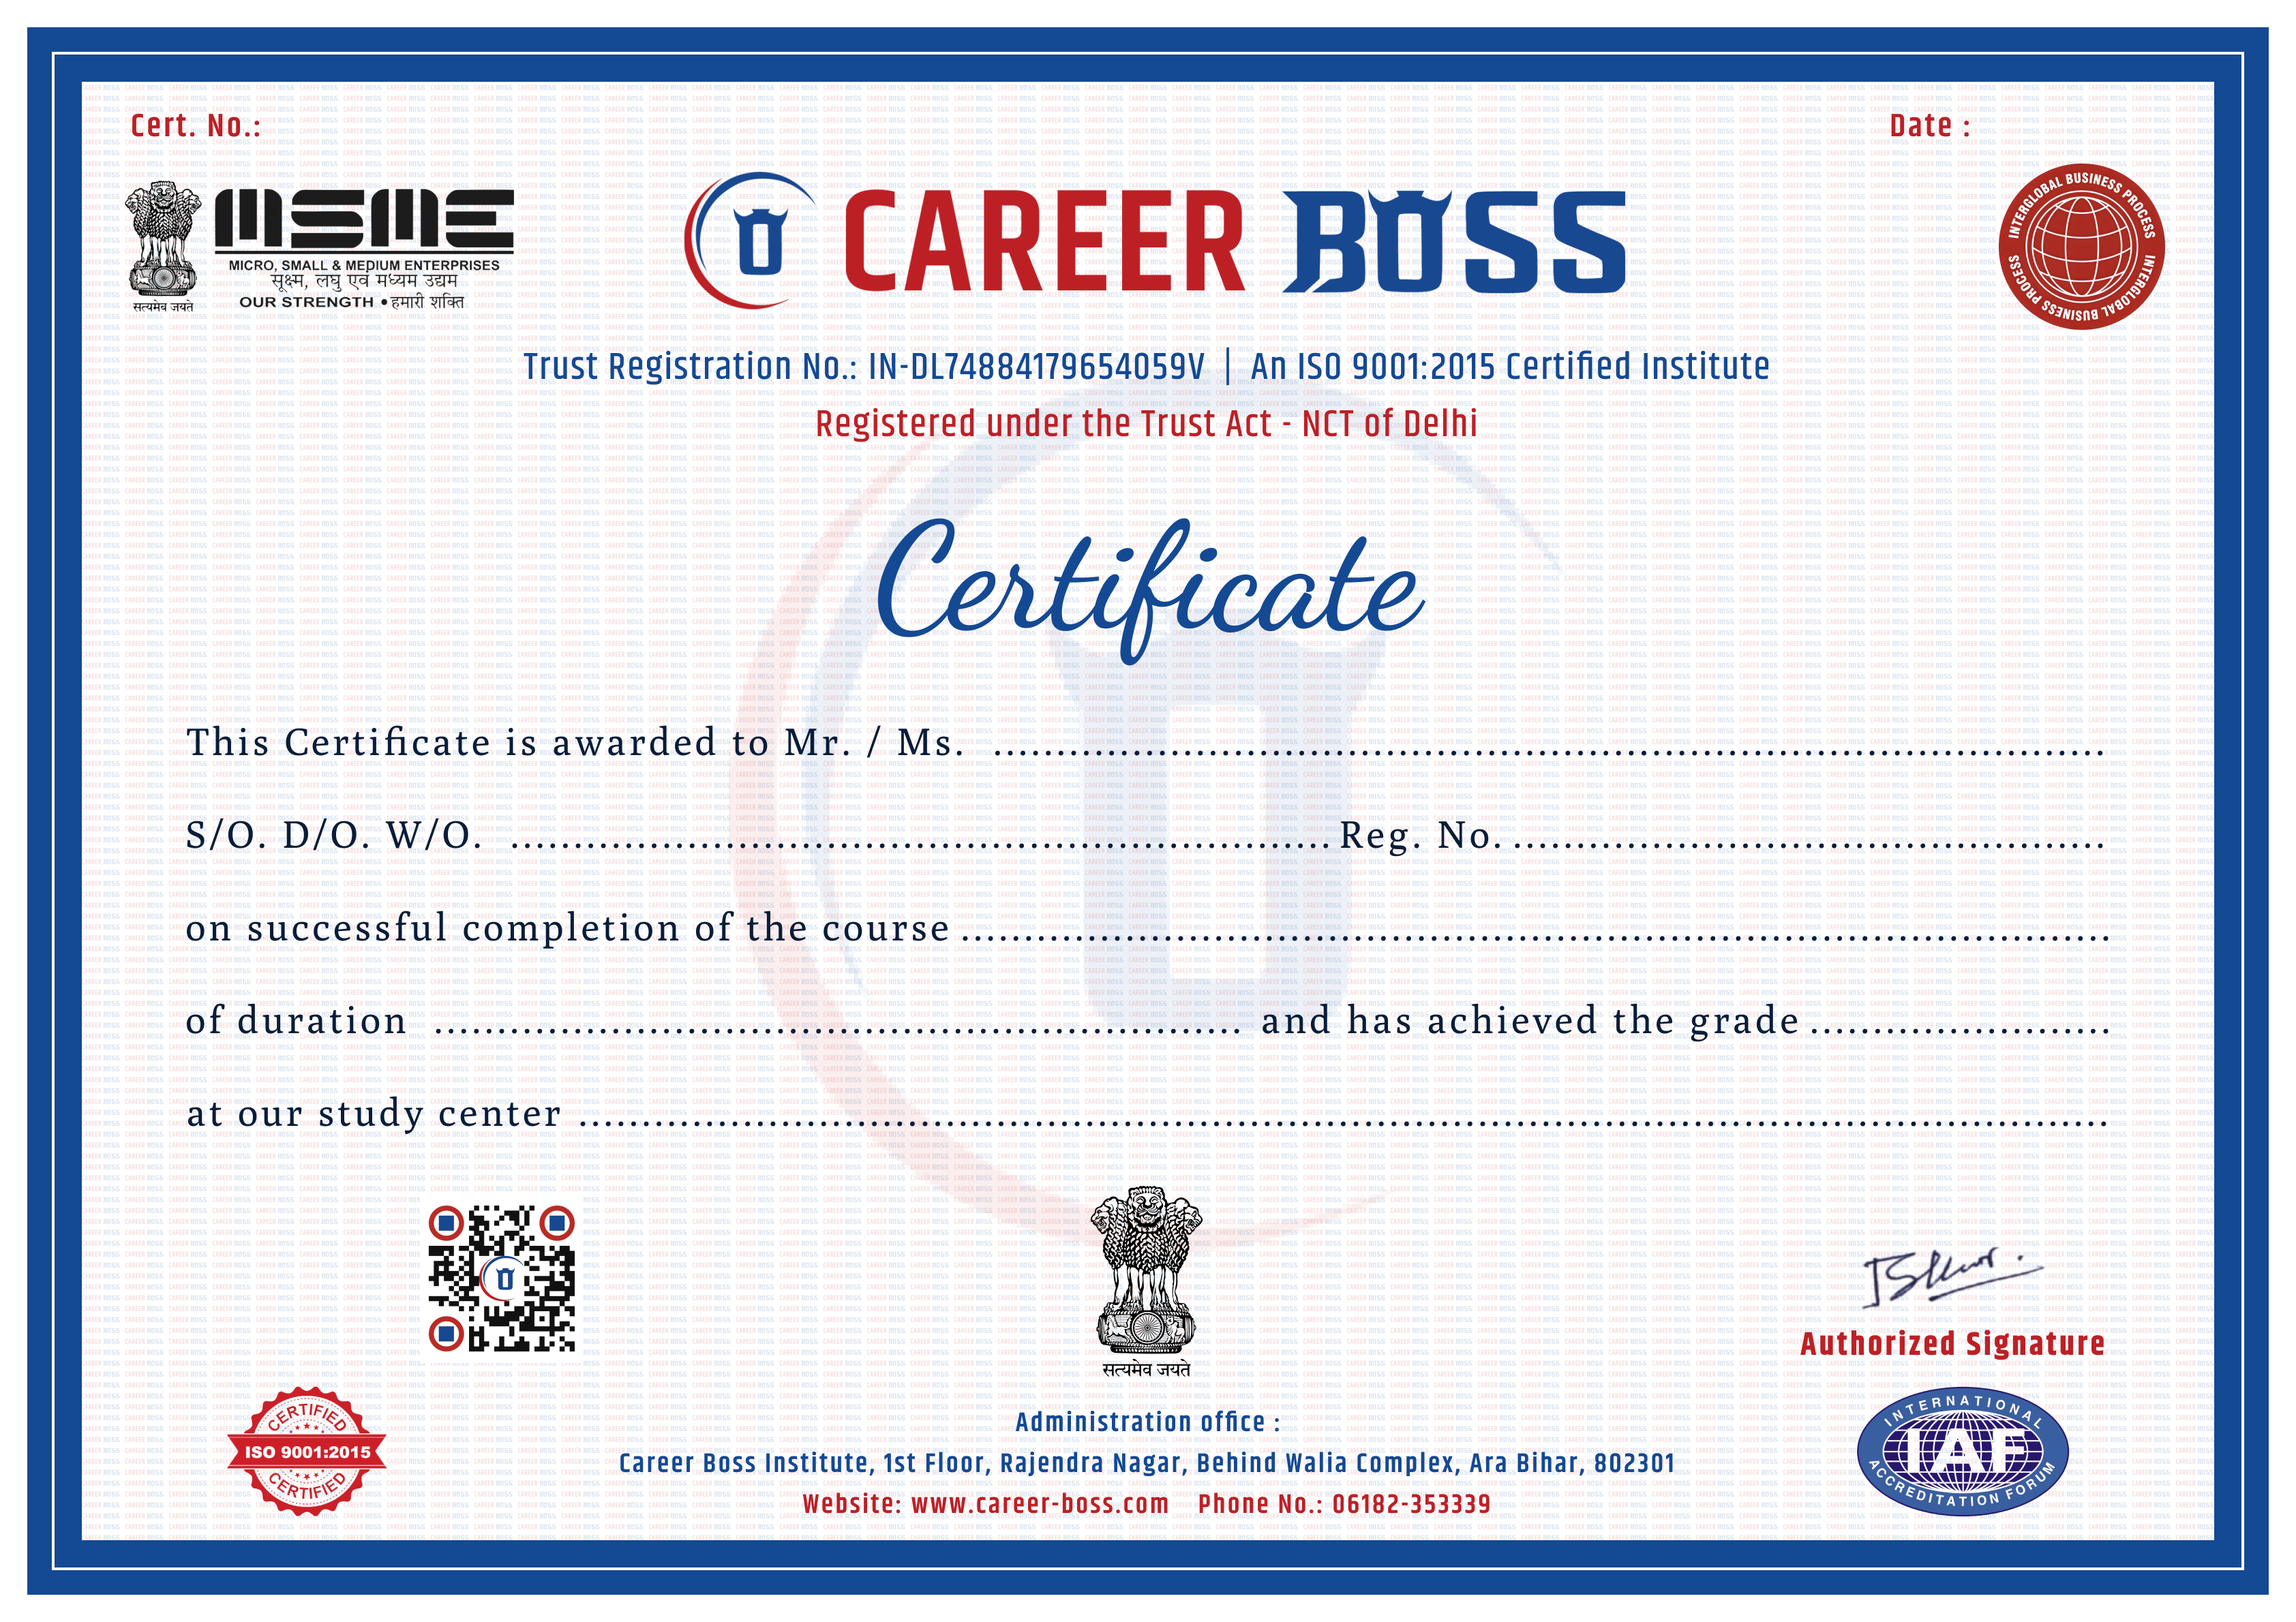 Cert. No.:
Date :
MSME
MICRO, SMALL & MEDIUM ENTERPRISES
सूक्ष्म, लघु एवं मध्यम उद्यम
OUR STRENGTH • हमारी शक्ति
सत्यमेव जयते
CAREER BOSS
INTERGLOBAL BUSINESS PROCESS
INTERGLOBAL BUSINESS PROCESS
Trust Registration No.: IN-DL74884179654059V | An ISO 9001:2015 Certified Institute
Registered under the Trust Act - NCT of Delhi
Certificate
This Certificate is awarded to Mr. / Ms.
S/O. D/O. W/O. Reg. No.
on successful completion of the course
of duration and has achieved the grade
at our study center
सत्यमेव जयते
Authorized Signature
CERTIFIED
ISO 9001:2015
CERTIFIED
Administration office :
Career Boss Institute, 1st Floor, Rajendra Nagar, Behind Walia Complex, Ara Bihar, 802301
Website: www.career-boss.com Phone No.: 06182-353339
INTERNATIONAL
IAF
ACCREDITATION FORUM